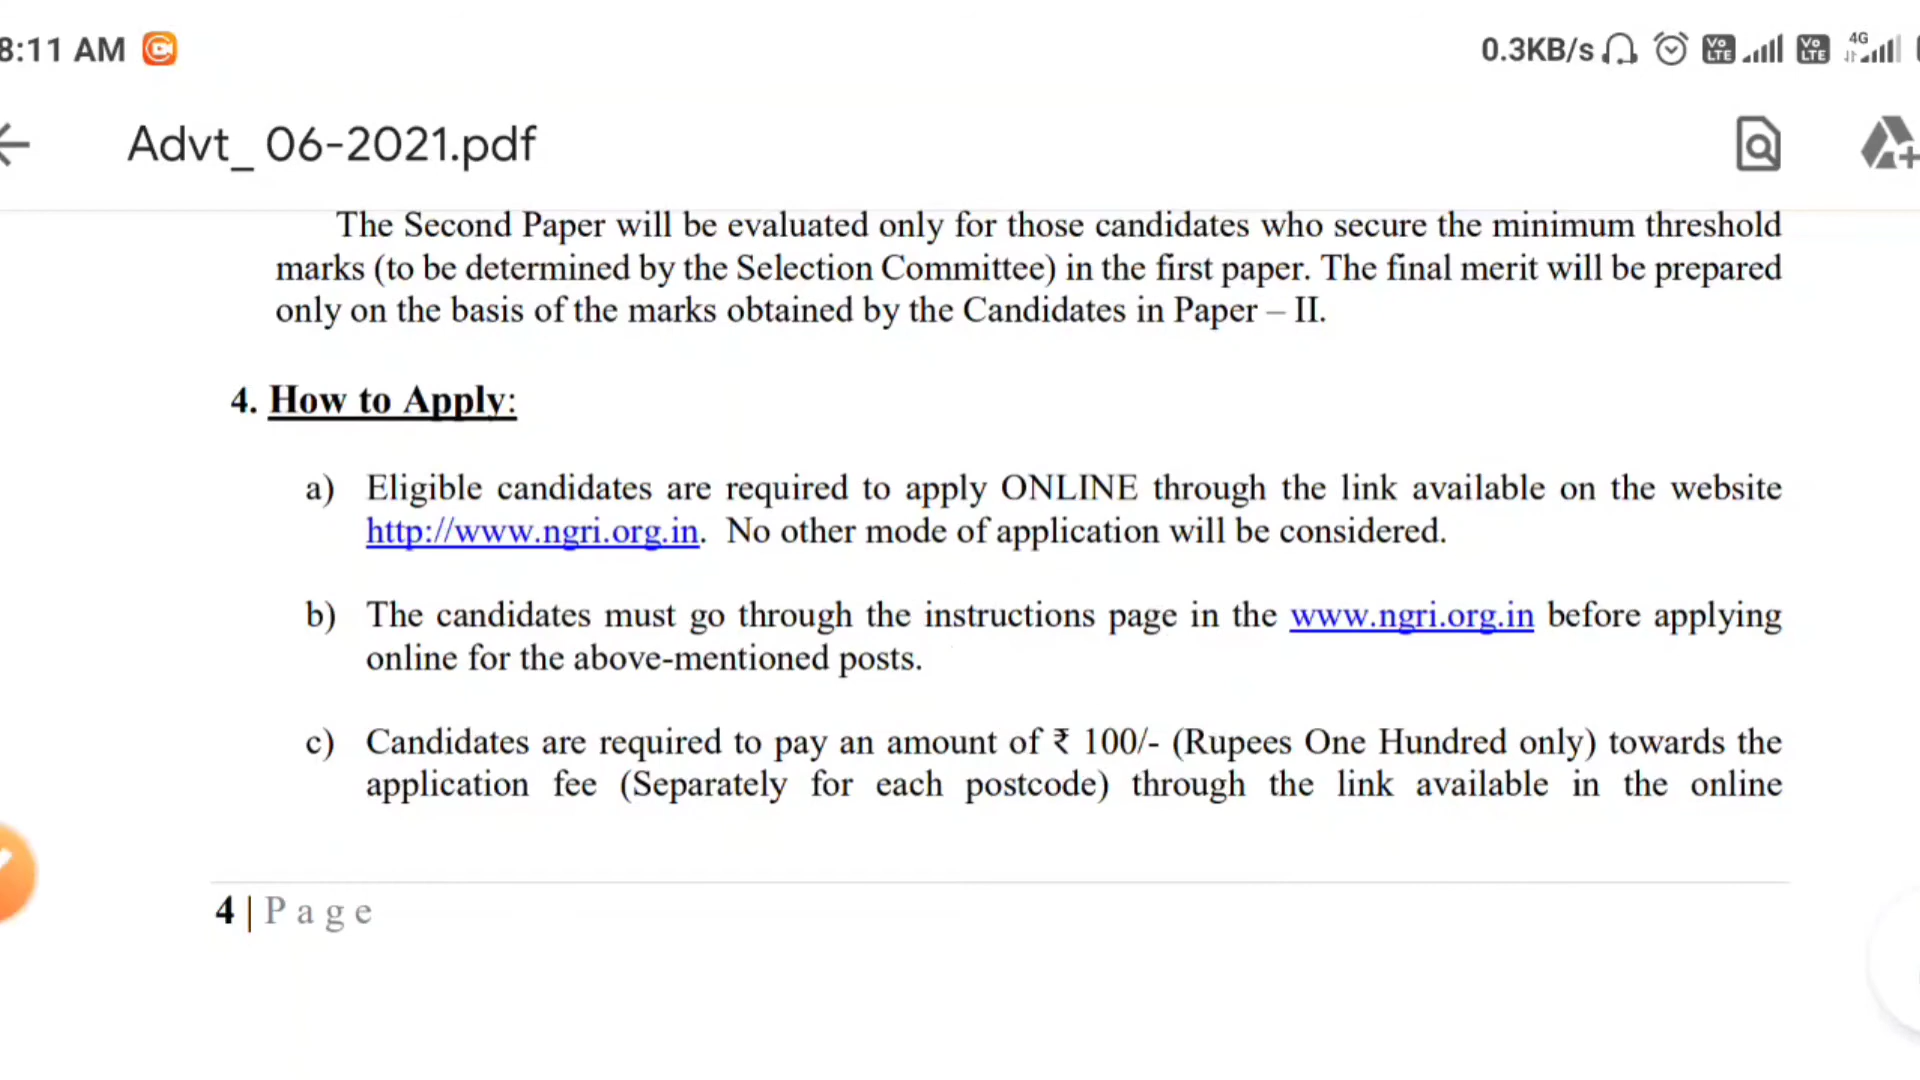 8:11 AM
0.3KB/s Vo LTE Vo LTE 4G
Advt_ 06-2021.pdf
The Second Paper will be evaluated only for those candidates who secure the minimum threshold
marks (to be determined by the Selection Committee) in the first paper. The final merit will be prepared
only on the basis of the marks obtained by the Candidates in Paper – II.
4. How to Apply:
a) Eligible candidates are required to apply ONLINE through the link available on the website
http://www.ngri.org.in. No other mode of application will be considered.
b) The candidates must go through the instructions page in the www.ngri.org.in before applying
online for the above-mentioned posts.
c) Candidates are required to pay an amount of ₹ 100/- (Rupees One Hundred only) towards the
application fee (Separately for each postcode) through the link available in the online
4 | P a g e